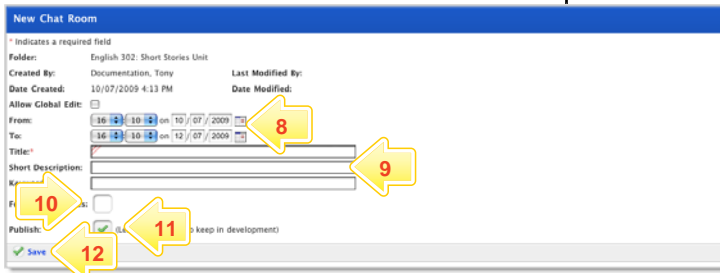 New Chat Room
* Indicates a required field
Folder: English 302: Short Stories Unit
Created By: Documentation, Tony Last Modified By:
Date Created: 10/07/2009 4:13 PM Date Modified:
Allow Global Edit:
From: 16 : 10 on 10 / 07 / 2009
8
To: 16 : 10 on 12 / 07 / 2009
Title:*
Short Description:
9
10
Publish: 11 to keep in development)
Save 12